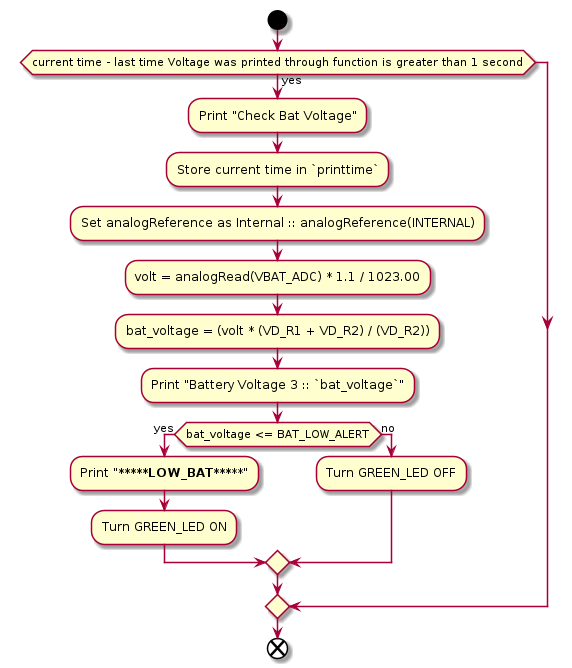 current time - last time Voltage was printed through function is greater than 1 second
yes
Print "Check Bat Voltage"
Store current time in `printtime`
Set analogReference as Internal :: analogReference(INTERNAL)
volt = analogRead(VBAT_ADC) * 1.1 / 1023.00
bat_voltage = (volt * (VD_R1 + VD_R2) / (VD_R2))
Print "Battery Voltage 3 :: `bat_voltage`"
yes
bat_voltage <= BAT_LOW_ALERT
no
Print "*****LOW_BAT*****"
Turn GREEN_LED OFF
Turn GREEN_LED ON